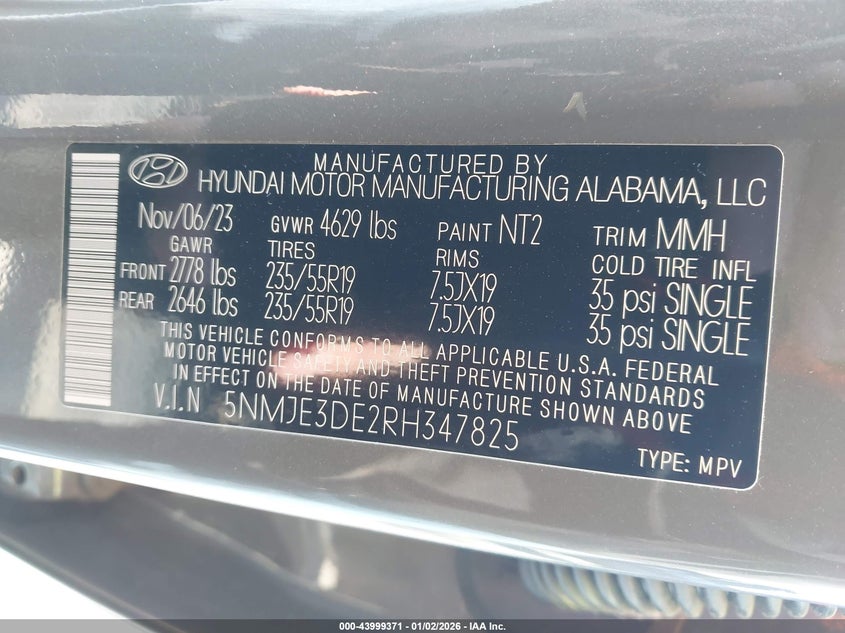 MANUFACTURED BY
HYUNDAI MOTOR MANUFACTURING ALABAMA, LLC
Nov/06/23 GVWR 4629 lbs PAINT NT2 TRIM MMH
GAWR TIRES RIMS COLD TIRE INFL
FRONT 2778 lbs 235/55R19 7.5JX19 35 psi SINGLE
REAR 2646 lbs 235/55R19 7.5JX19 35 psi SINGLE
THIS VEHICLE CONFORMS TO ALL APPLICABLE U.S.A. FEDERAL
MOTOR VEHICLE SAFETY AND THEFT PREVENTION STANDARDS
IN EFFECT ON THE DATE OF MANUFACTURE SHOWN ABOVE
V.I.N 5NMJE3DE2RH347825
TYPE: MPV
000-43999371 - 01/02/2026 - IAA Inc.